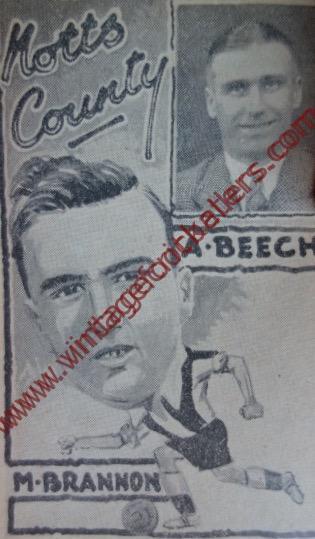 Notts
County
A. BEECH
M. BRANNON
www.vintagefootballers.com